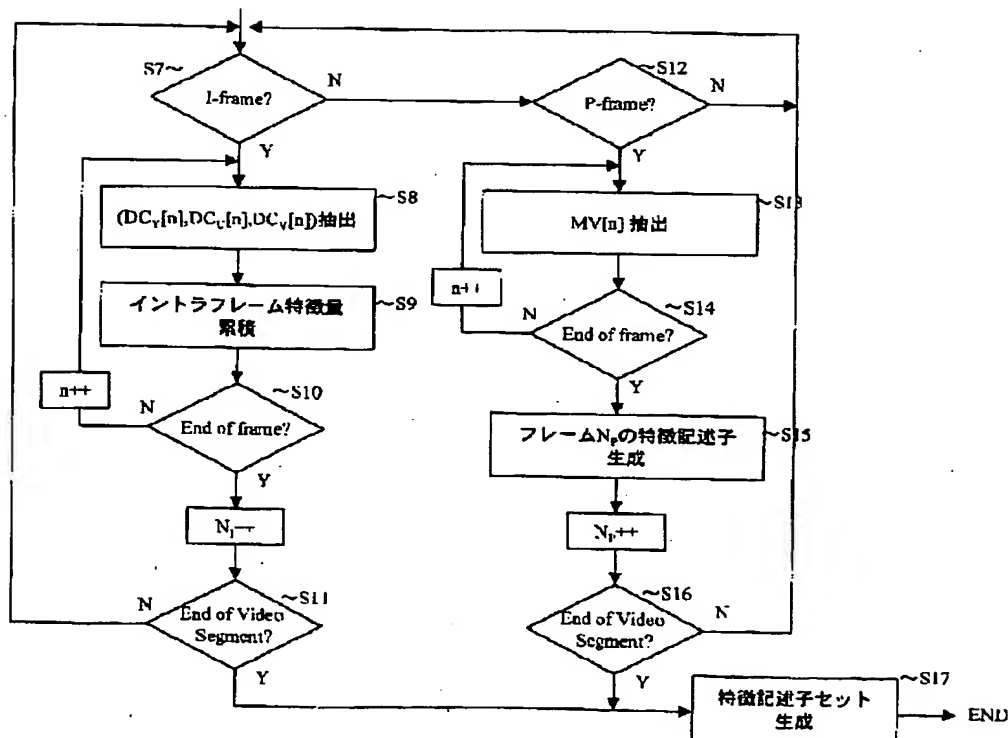 S7~
I-frame?
N
Y
~S12
P-frame?
N
Y
~S8
(DC_Y[n],DC_U[n],DC_V[n])抽出
~S9
イントラフレーム特徴量
累積
n++
~S10
End of frame?
N
Y
~S11
End of Video
Segment?
N
Y
~S13
MV[n] 抽出
n++
~S14
End of frame?
N
Y
~S15
フレームN_Pの特徴記述子
生成
N_P++
~S16
End of Video
Segment?
N
Y
~S17
特徴記述子セット
生成
END